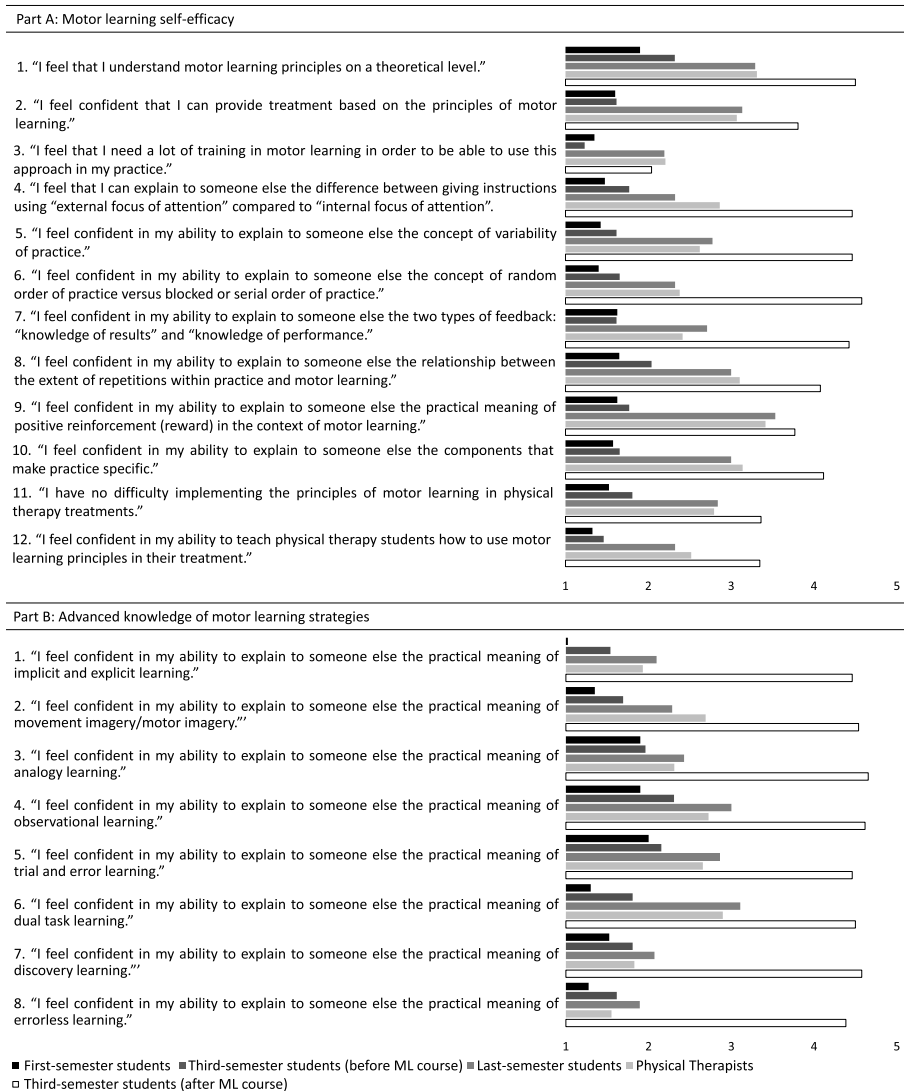 Part A: Motor learning self-efficacy
1. “I feel that I understand motor learning principles on a theoretical level.”
2. “I feel confident that I can provide treatment based on the principles of motor
learning.”
3. “I feel that I need a lot of training in motor learning in order to be able to use this
approach in my practice.”
4. “I feel that I can explain to someone else the difference between giving instructions
using “external focus of attention” compared to “internal focus of attention”.
5. “I feel confident in my ability to explain to someone else the concept of variability
of practice.”
6. “I feel confident in my ability to explain to someone else the concept of random
order of practice versus blocked or serial order of practice.”
7. “I feel confident in my ability to explain to someone else the two types of feedback:
“knowledge of results” and “knowledge of performance.”
8. “I feel confident in my ability to explain to someone else the relationship between
the extent of repetitions within practice and motor learning.”
9. “I feel confident in my ability to explain to someone else the practical meaning of
positive reinforcement (reward) in the context of motor learning.”
10. “I feel confident in my ability to explain to someone else the components that
make practice specific.”
11. “I have no difficulty implementing the principles of motor learning in physical
therapy treatments.”
12. “I feel confident in my ability to teach physical therapy students how to use motor
learning principles in their treatment.”
1 2 3 4 5
Part B: Advanced knowledge of motor learning strategies
1. “I feel confident in my ability to explain to someone else the practical meaning of
implicit and explicit learning.”
2. “I feel confident in my ability to explain to someone else the practical meaning of
movement imagery/motor imagery.”’
3. “I feel confident in my ability to explain to someone else the practical meaning of
analogy learning.”
4. “I feel confident in my ability to explain to someone else the practical meaning of
observational learning.”
5. “I feel confident in my ability to explain to someone else the practical meaning of
trial and error learning.”
6. “I feel confident in my ability to explain to someone else the practical meaning of
dual task learning.”
7. “I feel confident in my ability to explain to someone else the practical meaning of
discovery learning.”’
8. “I feel confident in my ability to explain to someone else the practical meaning of
errorless learning.”
1 2 3 4 5
First-semester students Third-semester students (before ML course) Last-semester students Physical Therapists
Third-semester students (after ML course)